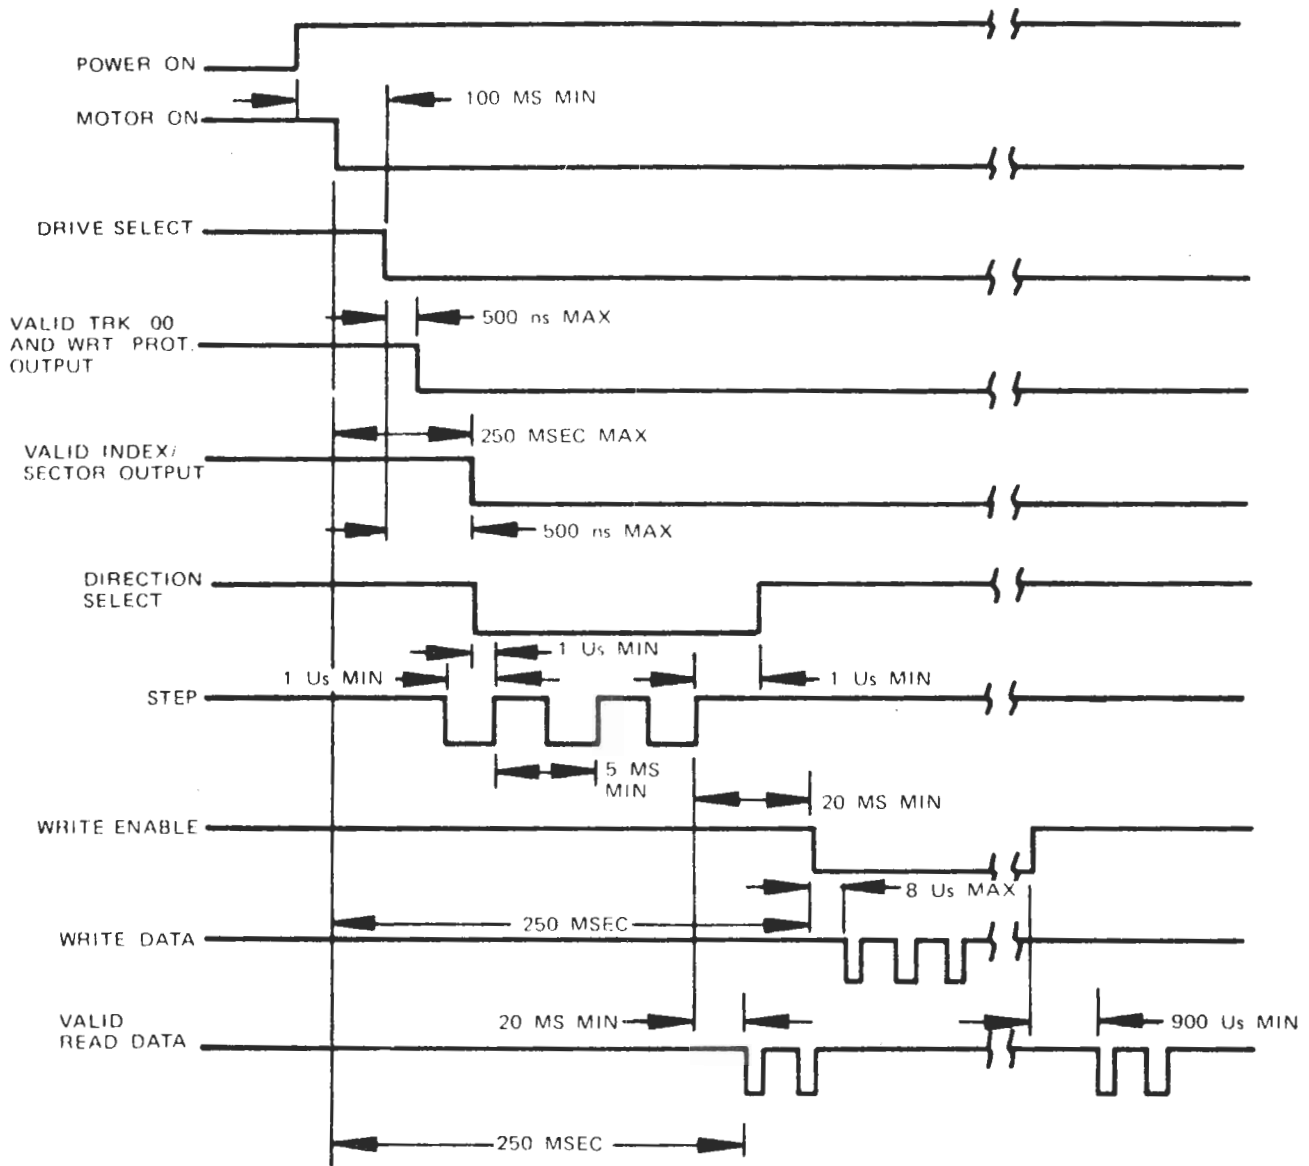 POWER ON
100 MS MIN
MOTOR ON
DRIVE SELECT
500 ns MAX
VALID TRK 00
AND WRT PROT.
OUTPUT
250 MSEC MAX
VALID INDEX/
SECTOR OUTPUT
500 ns MAX
DIRECTION
SELECT
1 Us MIN
1 Us MIN
1 Us MIN
STEP
5 MS
MIN
20 MS MIN
WRITE ENABLE
8 Us MAX
250 MSEC
WRITE DATA
20 MS MIN
900 Us MIN
VALID
READ DATA
250 MSEC